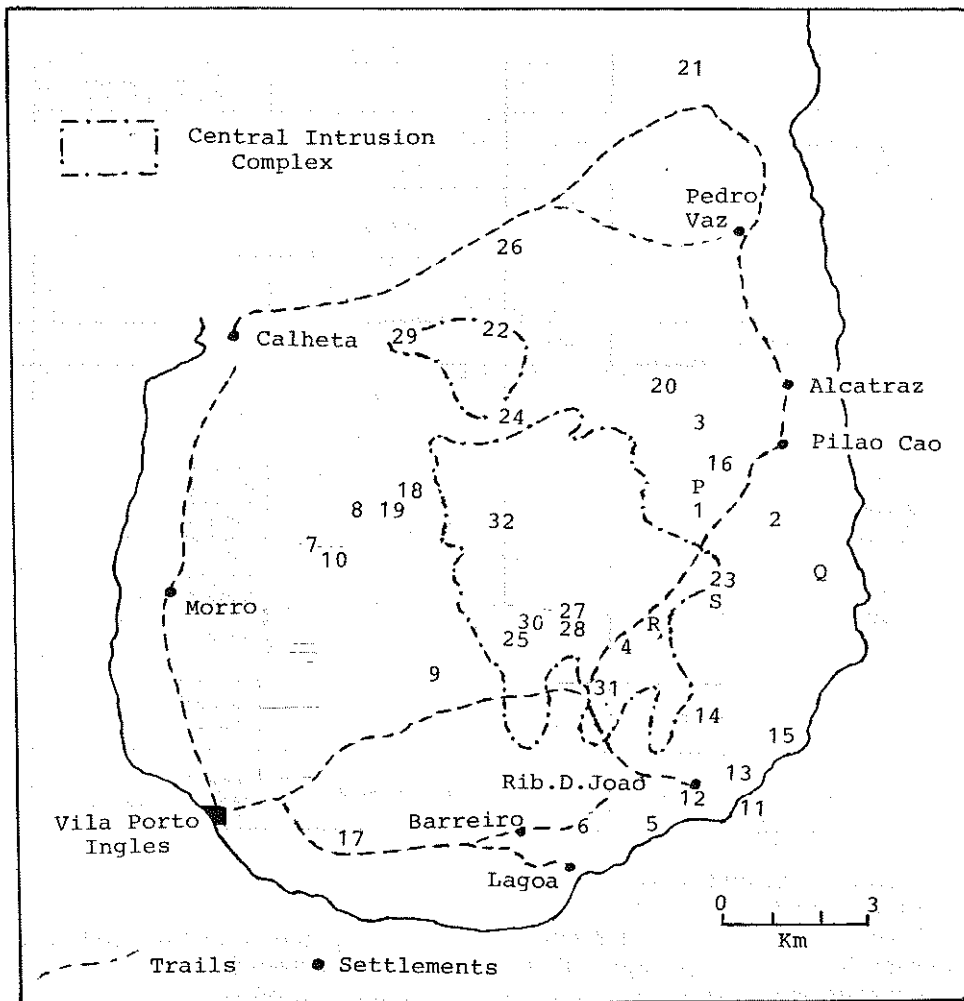 21
Central Intrusion
Complex
Pedro
Vaz
26
Calheta
29
22
Alcatraz
20
24
3
Pilao Cao
16
18
P
8
19
1
2
32
7
10
23
Q
Morro
S
27
30
R
28
25
4
9
31
14
15
13
Rib.D.Joao
12
11
Vila Porto
Ingles
Barreiro
6
5
17
Lagoa
0
3
Km
Trails
Settlements